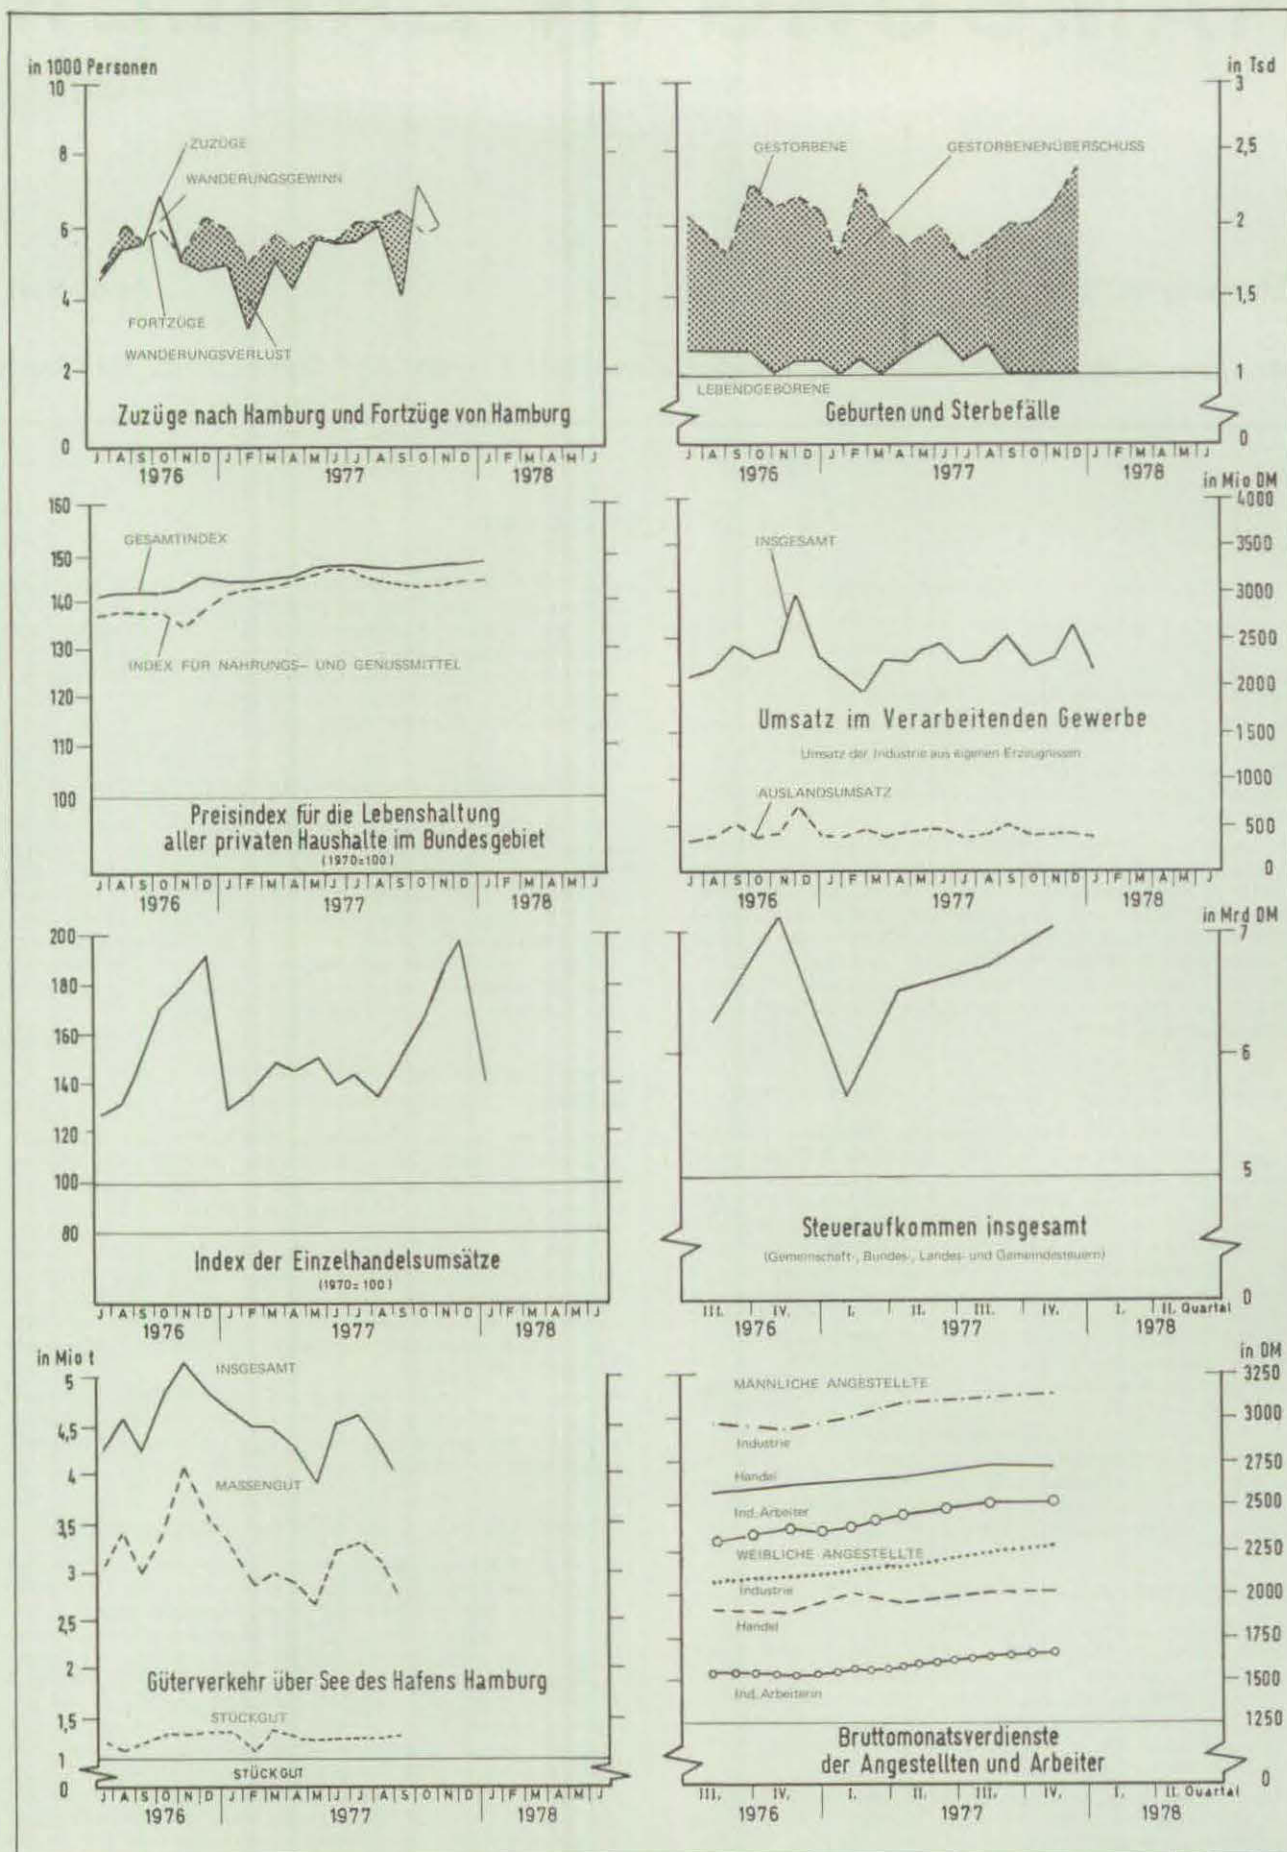 in 1000 Personen
10
8
6
4
2
0
ZUZÜGE
WANDERUNGSGEWINN
FORTZÜGE
WANDERUNGSVERLUST
Zuzüge nach Hamburg und Fortzüge von Hamburg
J A S O N D J F M A M J J A S O N D J F M A M J
1976 1977 1978
in Tsd
3
2,5
2
1,5
1
0
GESTORBENE
GESTORBENENÜBERSCHUSS
LEBENDGEBORENE
Geburten und Sterbefälle
J A S O N D J F M A M J J A S O N D J F M A M J
1976 1977 1978
160
150
140
130
120
110
100
GESAMTINDEX
INDEX FÜR NAHRUNGS- UND GENUSSMITTEL
Preisindex für die Lebenshaltung
aller privaten Haushalte im Bundesgebiet
(1970=100)
J A S O N D J F M A M J J A S O N D J F M A M J
1976 1977 1978
in Mio DM
4000
3500
3000
2500
2000
1500
1000
500
0
INSGESAMT
Umsatz im Verarbeitenden Gewerbe
Umsatz der Industrie aus eigenen Erzeugnissen
AUSLANDSUMSATZ
J A S O N D J F M A M J J A S O N D J F M A M J
1976 1977 1978
200
180
160
140
120
100
80
Index der Einzelhandelsumsätze
(1970=100)
J A S O N D J F M A M J J A S O N D J F M A M J
1976 1977 1978
in Mrd DM
7
6
5
0
Steueraufkommen insgesamt
(Gemeinschaft-, Bundes-, Landes- und Gemeindesteuern)
III. IV. I. II. III. IV. I. II. Quartal
1976 1977 1978
in Mio t
5
4,5
4
3,5
3
2,5
2
1,5
1
0
INSGESAMT
MASSENGUT
Güterverkehr über See des Hafens Hamburg
STÜCKGUT
STÜCKGUT
J A S O N D J F M A M J J A S O N D J F M A M J
1976 1977 1978
in DM
3250
3000
2750
2500
2250
2000
1750
1500
1250
0
MÄNNLICHE ANGESTELLTE
Industrie
Handel
Ind. Arbeiter
WEIBLICHE ANGESTELLTE
Industrie
Handel
Ind. Arbeiterin
Bruttomonatsverdienste
der Angestellten und Arbeiter
III. IV. I. II. III. IV. I. II. Quartal
1976 1977 1978